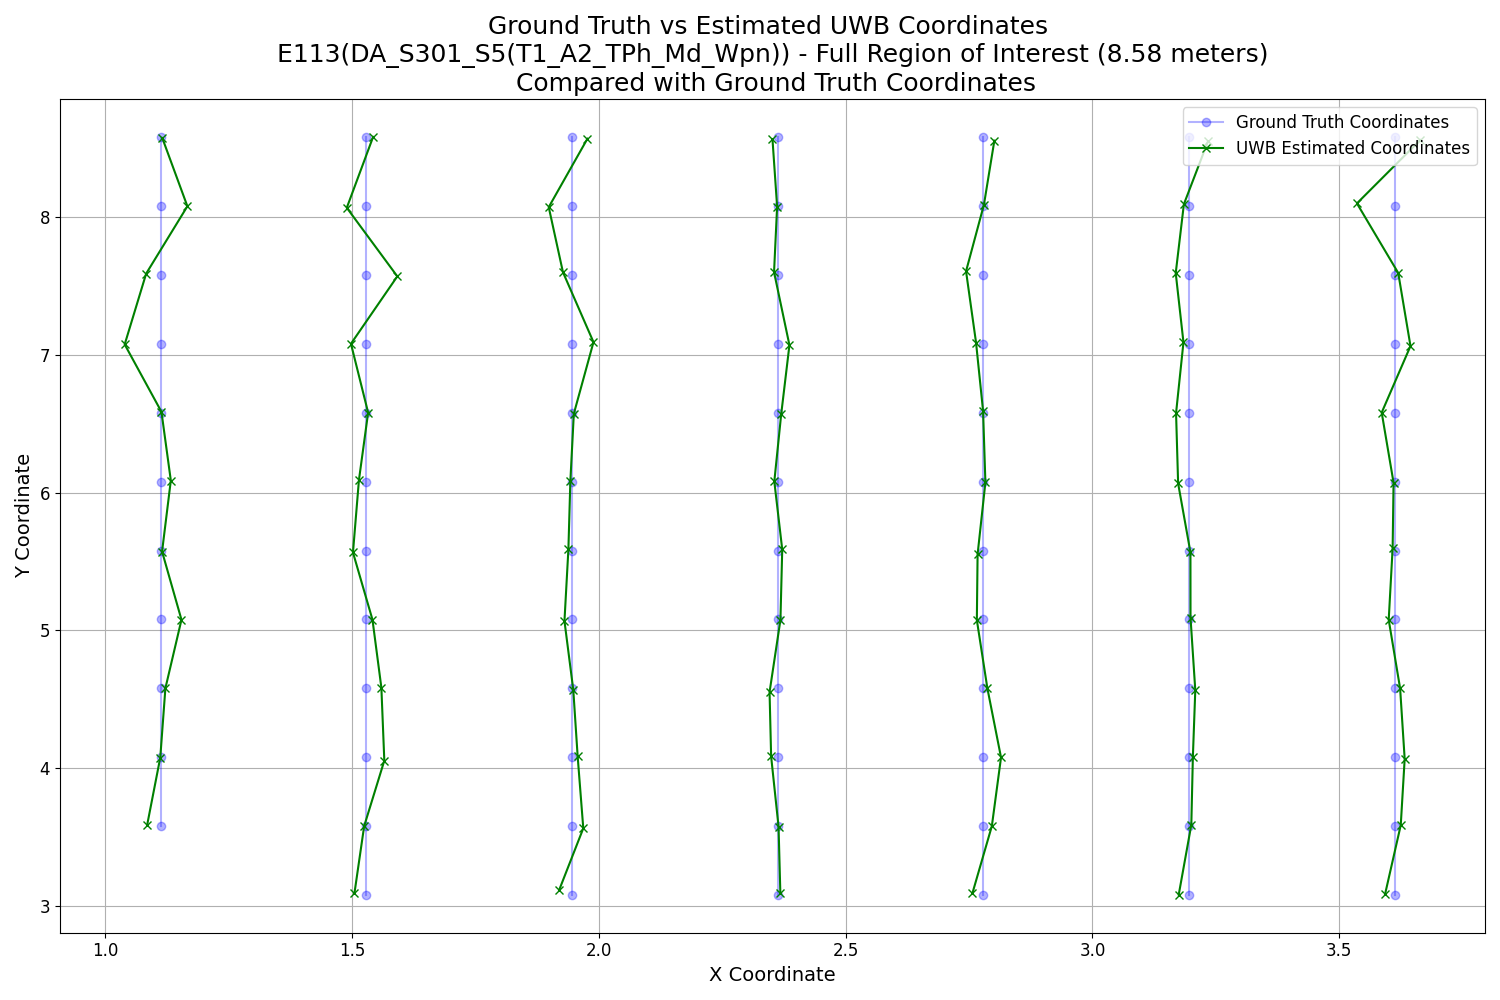 Ground Truth vs Estimated UWB Coordinates
E113(DA_S301_S5(T1_A2_TPh_Md_Wpn)) - Full Region of Interest (8.58 meters)
Compared with Ground Truth Coordinates
Ground Truth Coordinates
UWB Estimated Coordinates
Y Coordinate
8
7
6
5
4
3
1.0 1.5 2.0 2.5 3.0 3.5
X Coordinate